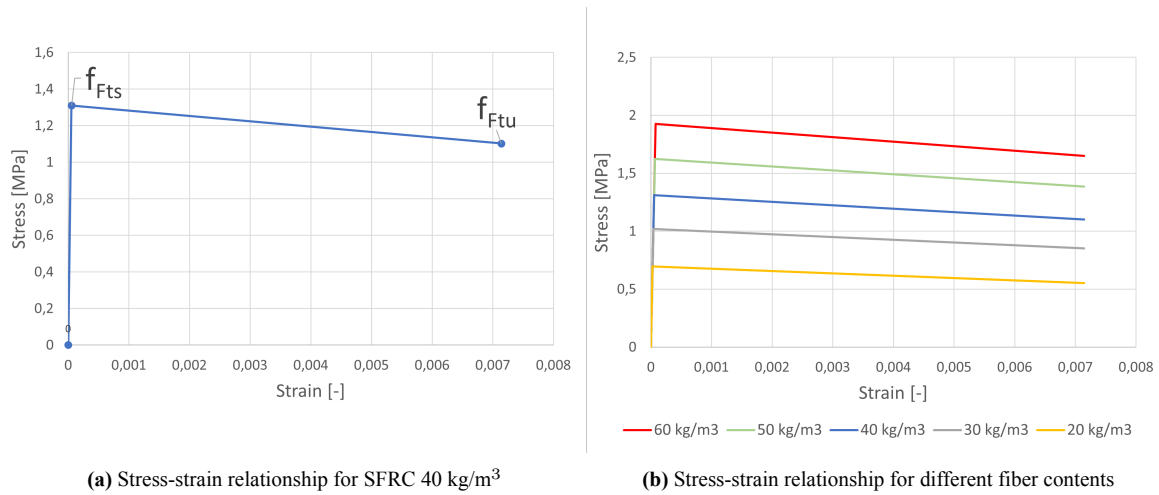 1,6
1,4
1,2
1
0,8
0,6
0,4
0,2
0
Stress [MPa]
f_Fts
f_Ftu
0
0 0,001 0,002 0,003 0,004 0,005 0,006 0,007 0,008
Strain [-]
(a) Stress-strain relationship for SFRC 40 kg/m³
2,5
2
1,5
1
0,5
0
Stress [MPa]
0 0,001 0,002 0,003 0,004 0,005 0,006 0,007 0,008
Strain [-]
60 kg/m3 50 kg/m3 40 kg/m3 30 kg/m3 20 kg/m3
(b) Stress-strain relationship for different fiber contents